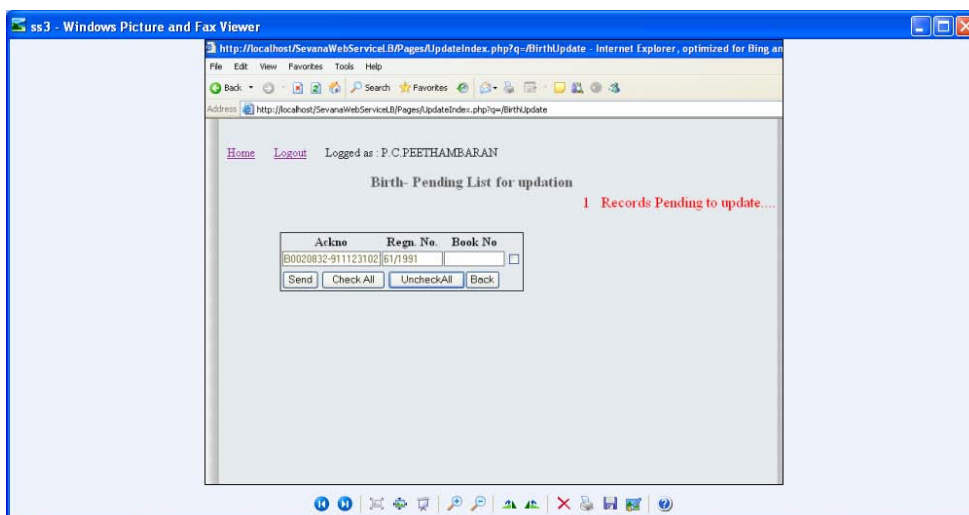 ss3 - Windows Picture and Fax Viewer
http://localhost/SevanaWebServiceLB/Pages/UpdateIndex.php?q=/BirthUpdate - Internet Explorer, optimized for Bing an
File Edit View Favorites Tools Help
Back Search Favorites
Address http://localhost/SevanaWebServiceLB/Pages/UpdateIndex.php?q=/BirthUpdate
Home Logout Logged as : P.C.PEETHAMBARAN
Birth- Pending List for updation
1 Records Pending to update....
Ackno Regn. No. Book No
B0020832-911123102 61/1991
Send Check All UncheckAll Back